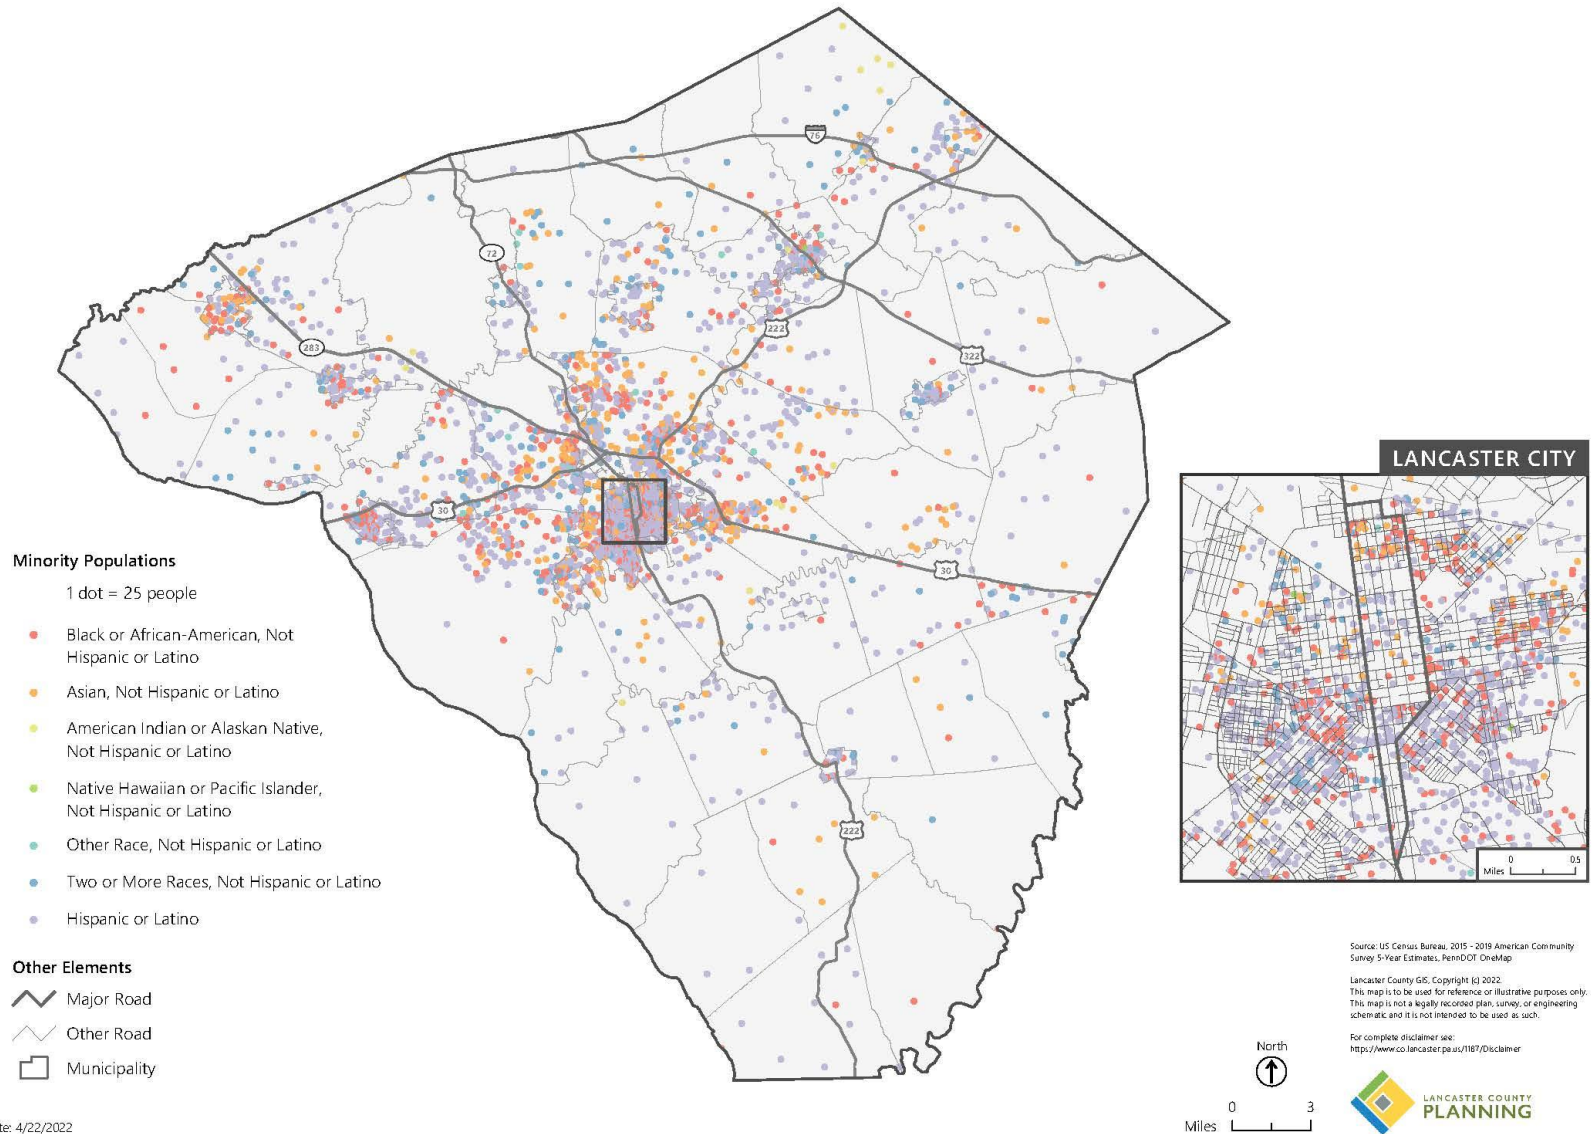 76
72
283
222
322
30
30
222
LANCASTER CITY
0 0.5
Miles
Minority Populations
1 dot = 25 people
Black or African-American, Not
Hispanic or Latino
Asian, Not Hispanic or Latino
American Indian or Alaskan Native,
Not Hispanic or Latino
Native Hawaiian or Pacific Islander,
Not Hispanic or Latino
Other Race, Not Hispanic or Latino
Two or More Races, Not Hispanic or Latino
Hispanic or Latino
Other Elements
Major Road
Other Road
Municipality
te: 4/22/2022
Source: US Census Bureau, 2015 - 2019 American Community
Survey 5-Year Estimates, PennDOT OneMap
Lancaster County GIS, Copyright (c) 2022.
This map is to be used for reference or illustrative purposes only.
This map is not a legally recorded plan, survey, or engineering
schematic and it is not intended to be used as such.
For complete disclaimer see:
https://www.co.lancaster.pa.us/1187/Disclaimer
North
0 3
Miles
LANCASTER COUNTY
PLANNING